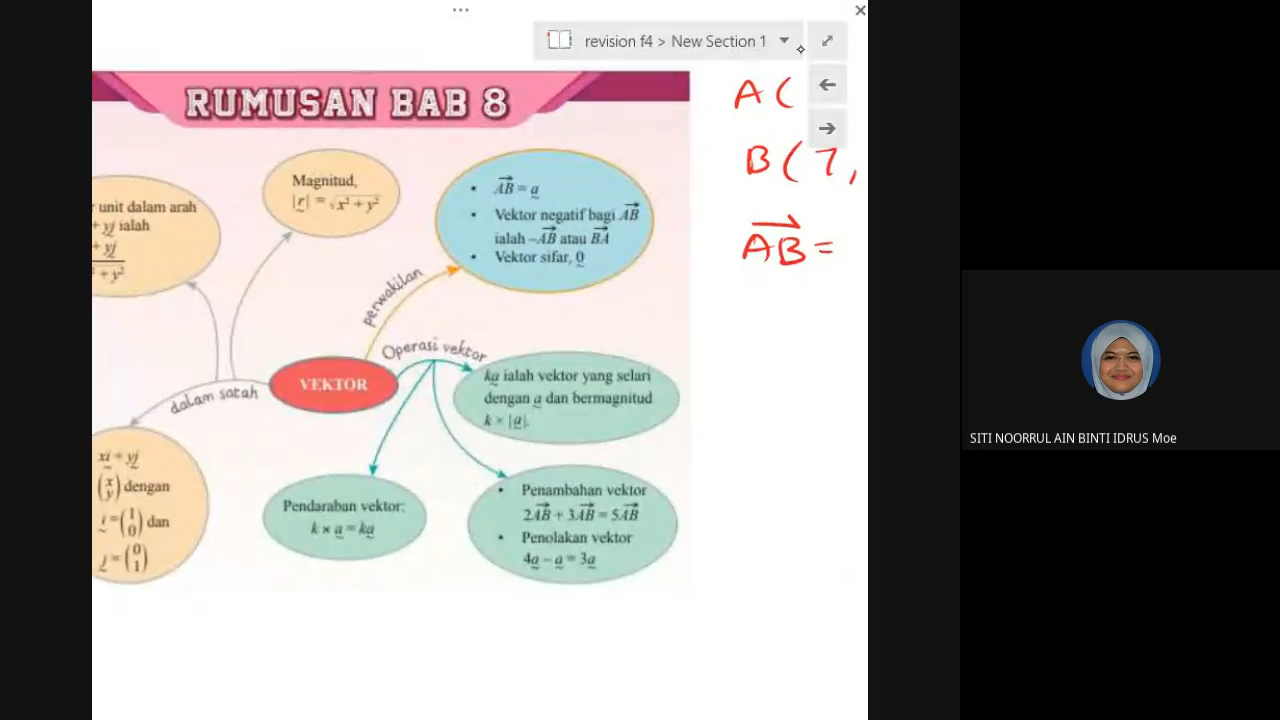 revision f4 > New Section 1
RUMUSAN BAB 8
unit dalam arah
+ yj ialah
+ yj
+ y²
Magnitud,
|r| = √x² + y²
• AB = a
• Vektor negatif bagi AB
ialah –AB atau BA
• Vektor sifar, 0
perwakilan
Operasi vektor
VEKTOR
dalam satah
ka ialah vektor yang selari
dengan a dan bermagnitud
k × |a|.
xi + yj
(x y) dengan
i = (1 0) dan
j = (0 1)
Pendaraban vektor:
k × a = ka
• Penambahan vektor
2AB + 3AB = 5AB
• Penolakan vektor
4a – a = 3a
A (
B ( 7 ,
AB =
SITI NOORRUL AIN BINTI IDRUS Moe